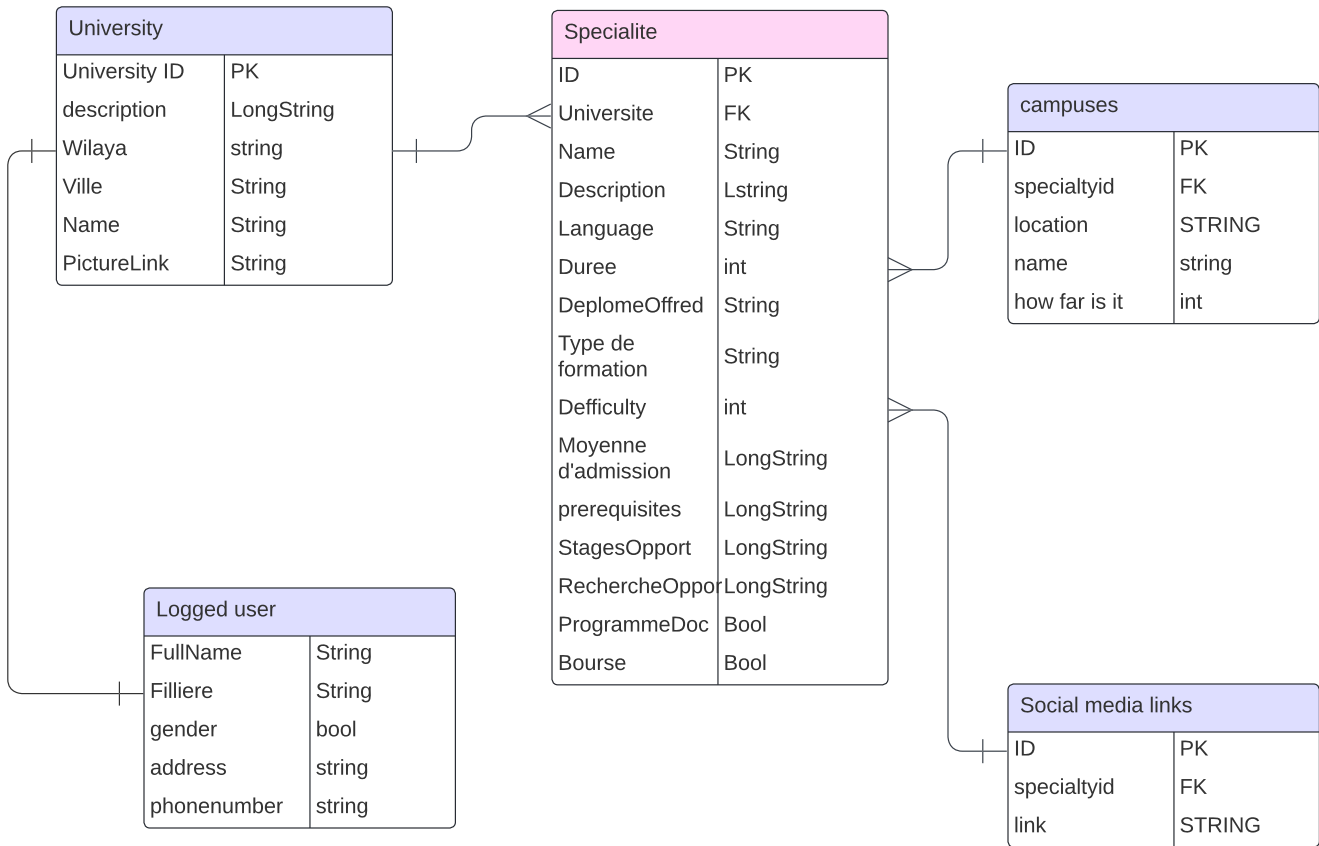 University
University ID PK
description LongString
Wilaya string
Ville String
Name String
PictureLink String
Specialite
ID PK
Universite FK
Name String
Description Lstring
Language String
Duree int
DeplomeOffred String
Type de
formation String
Defficulty int
Moyenne
d'admission LongString
prerequisites LongString
StagesOpport LongString
RechercheOppor LongString
ProgrammeDoc Bool
Bourse Bool
campuses
ID PK
specialtyid FK
location STRING
name string
how far is it int
Logged user
FullName String
Filliere String
gender bool
address string
phonenumber string
Social media links
ID PK
specialtyid FK
link STRING